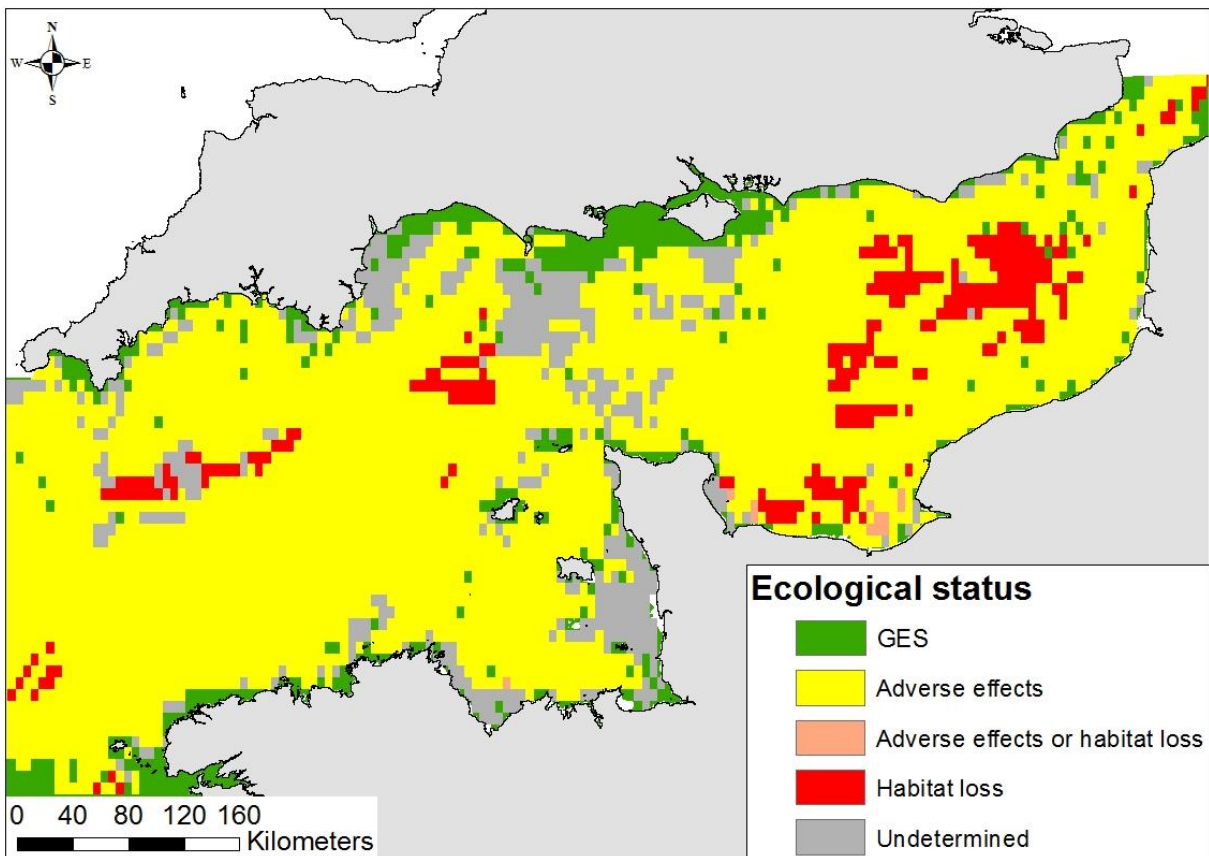 N
W E
S
Ecological status
GES
Adverse effects
Adverse effects or habitat loss
Habitat loss
Undetermined
0 40 80 120 160
Kilometers